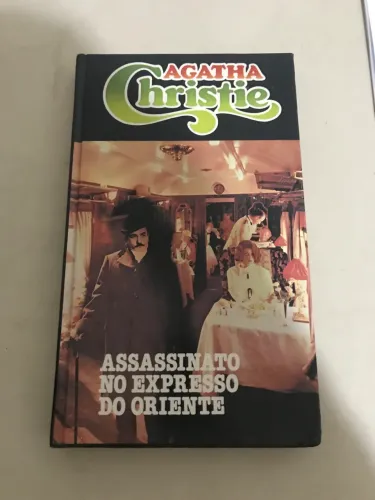 AGATHA
Christie
ASSASSINATO
NO EXPRESSO
DO ORIENTE